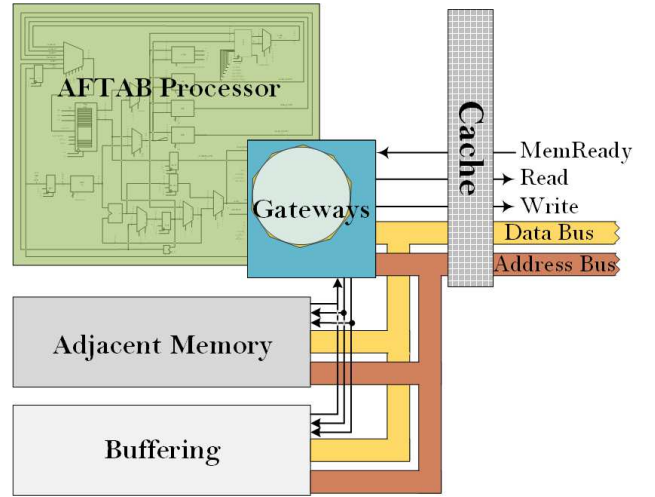 AFTAB Processor
Cache
MemReady
Read
Write
Gateways
Data Bus
Address Bus
Adjacent Memory
Buffering